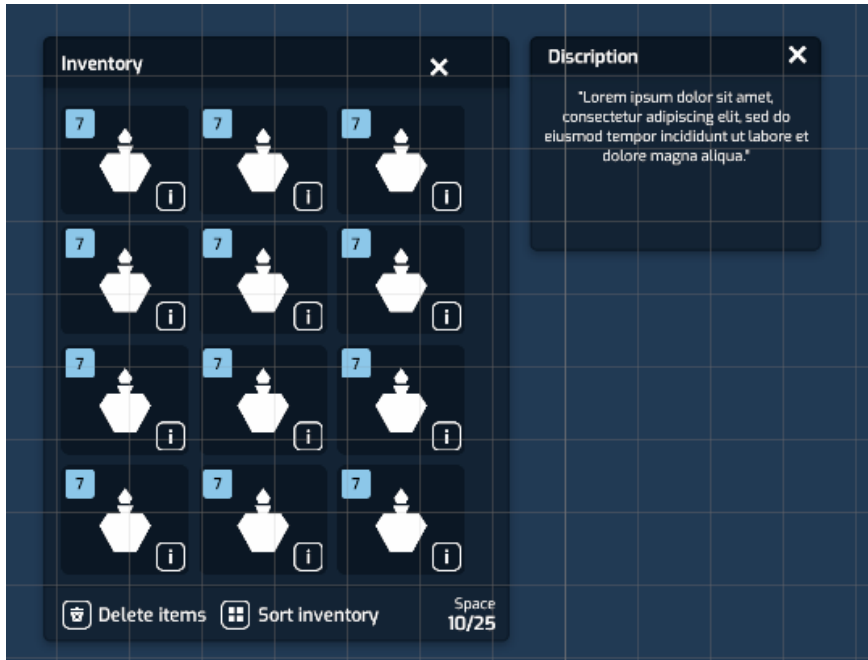 Inventory
7 7 7
i i i
7 7 7
i i i
7 7 7
i i i
7 7 7
i i i
Delete items Sort inventory
Space
10/25
Discription
"Lorem ipsum dolor sit amet,
consectetur adipiscing elit, sed do
eiusmod tempor incididunt ut labore et
dolore magna aliqua."